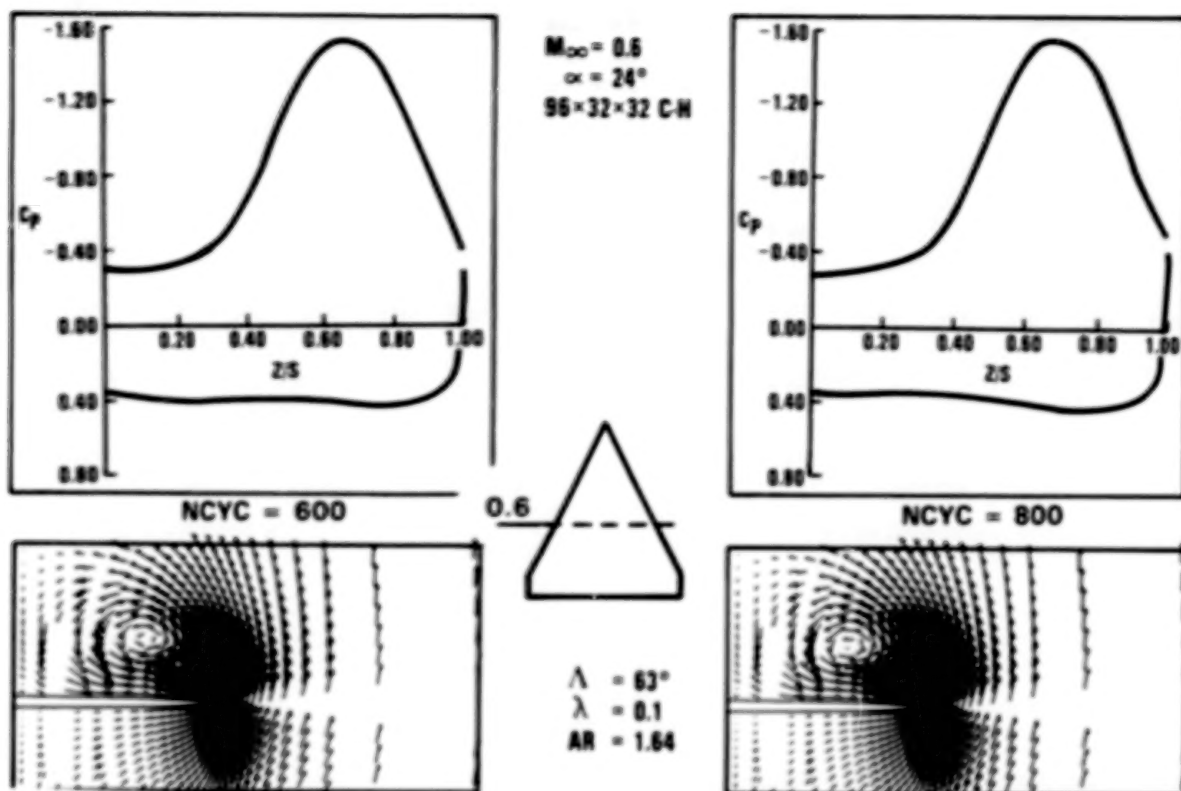 -1.60
-1.20
-0.80
Cp
-0.40
0.00
0.20 0.40 0.60 0.80 1.00
Z/S
0.40
0.80
NCYC = 600
M∞ = 0.6
∝ = 24°
96×32×32 C-H
0.6
Λ = 63°
λ = 0.1
AR = 1.64
-1.60
-1.20
-0.80
Cp
-0.40
0.00
0.20 0.40 0.60 0.80 1.00
Z/S
0.40
0.80
NCYC = 800